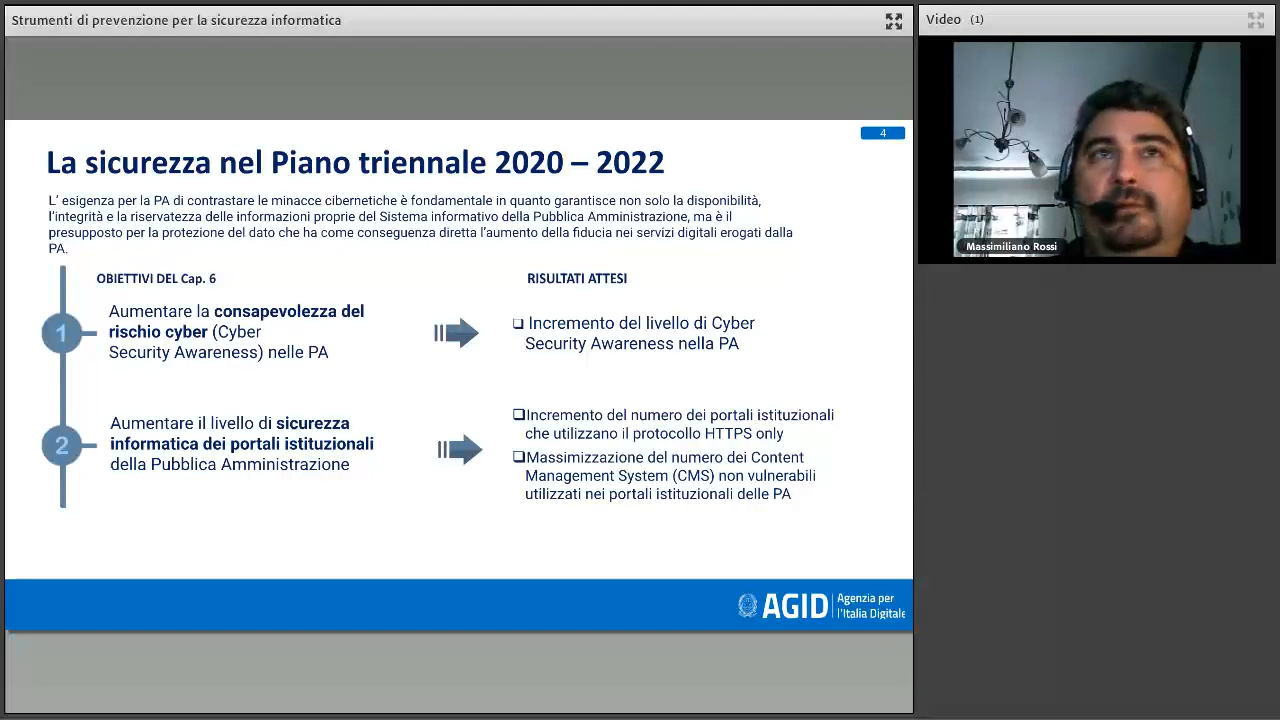 Strumenti di prevenzione per la sicurezza informatica
Video (1)
4
La sicurezza nel Piano triennale 2020 – 2022
L' esigenza per la PA di contrastare le minacce cibernetiche è fondamentale in quanto garantisce non solo la disponibilità,
l'integrità e la riservatezza delle informazioni proprie del Sistema informativo della Pubblica Amministrazione, ma è il
presupposto per la protezione del dato che ha come conseguenza diretta l'aumento della fiducia nei servizi digitali erogati dalla
PA.
OBIETTIVI DEL Cap. 6
RISULTATI ATTESI
1
Aumentare la consapevolezza del
rischio cyber (Cyber
Security Awareness) nelle PA
Incremento del livello di Cyber
Security Awareness nella PA
2
Aumentare il livello di sicurezza
informatica dei portali istituzionali
della Pubblica Amministrazione
Incremento del numero dei portali istituzionali
che utilizzano il protocollo HTTPS only
Massimizzazione del numero dei Content
Management System (CMS) non vulnerabili
utilizzati nei portali istituzionali delle PA
AGID
Agenzia per
l'Italia Digitale
Massimiliano Rossi